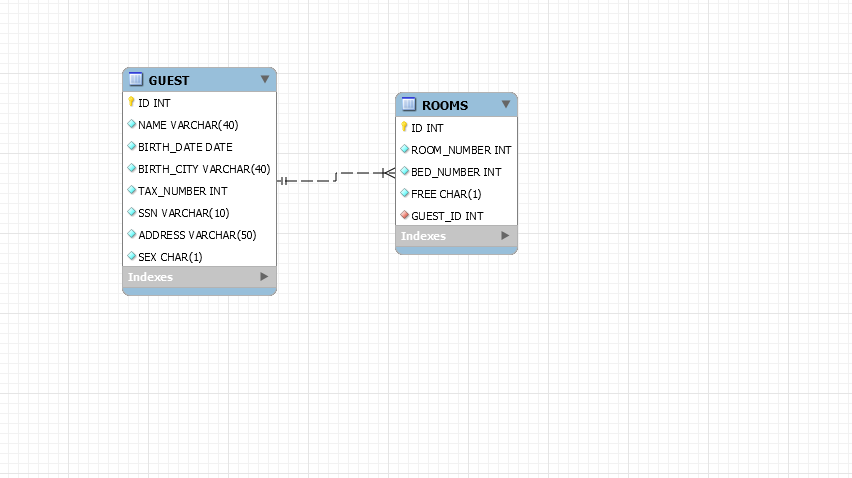 GUEST
ID INT
NAME VARCHAR(40)
BIRTH_DATE DATE
BIRTH_CITY VARCHAR(40)
TAX_NUMBER INT
SSN VARCHAR(10)
ADDRESS VARCHAR(50)
SEX CHAR(1)
Indexes
ROOMS
ID INT
ROOM_NUMBER INT
BED_NUMBER INT
FREE CHAR(1)
GUEST_ID INT
Indexes